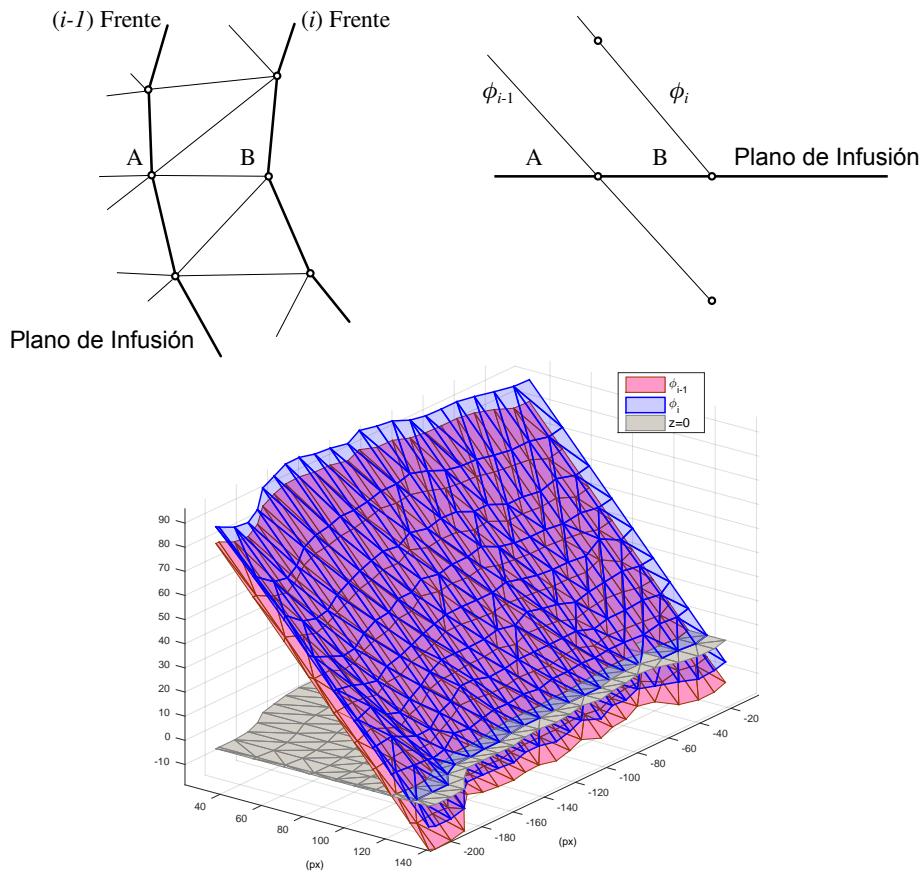 (i-1) Frente
(i) Frente
A
B
Plano de Infusión
ϕi-1
ϕi
A
B
Plano de Infusión
ϕi-1
ϕi
z=0
90
80
70
60
50
40
30
20
10
0
-10
40
60
80
100
120
140
(px)
-200
-180
-160
-140
-120
-100
-80
-60
-40
-20
(px)